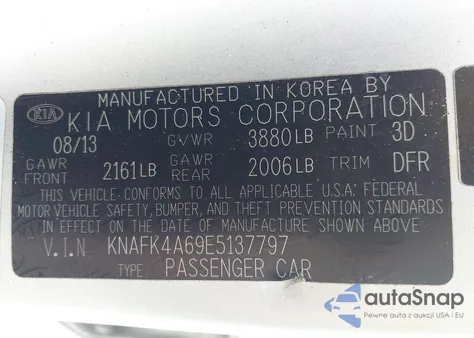 MANUFACTURED IN KOREA BY
KIA KIA MOTORS CORPORATION
08/13 GVWR 3880LB PAINT 3D
GAWR FRONT 2161LB GAWR REAR 2006LB TRIM DFR
THIS VEHICLE CONFORMS TO ALL APPLICABLE U.S.A. FEDERAL
MOTOR VEHICLE SAFETY, BUMPER, AND THEFT PREVENTION STANDARDS
IN EFFECT ON THE DATE OF MANUFACTURE SHOWN ABOVE
V.I.N KNAFK4A69E5137797
TYPE PASSENGER CAR
autoSnap
Pewne auta z aukcji USA i EU